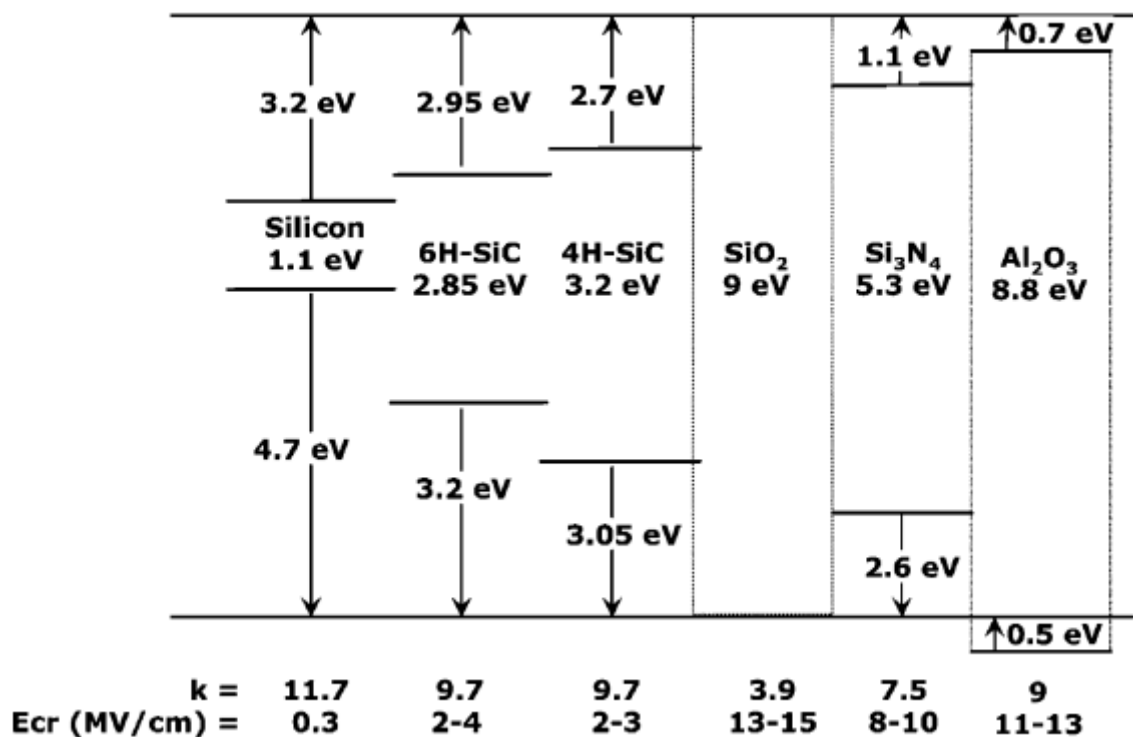 0.7 eV
1.1 eV
3.2 eV 2.95 eV 2.7 eV
Silicon
1.1 eV
6H-SiC
2.85 eV
4H-SiC
3.2 eV
SiO₂
9 eV
Si₃N₄
5.3 eV
Al₂O₃
8.8 eV
4.7 eV
3.2 eV
3.05 eV
2.6 eV
0.5 eV
k = 11.7 9.7 9.7 3.9 7.5 9
Ecr (MV/cm) = 0.3 2-4 2-3 13-15 8-10 11-13